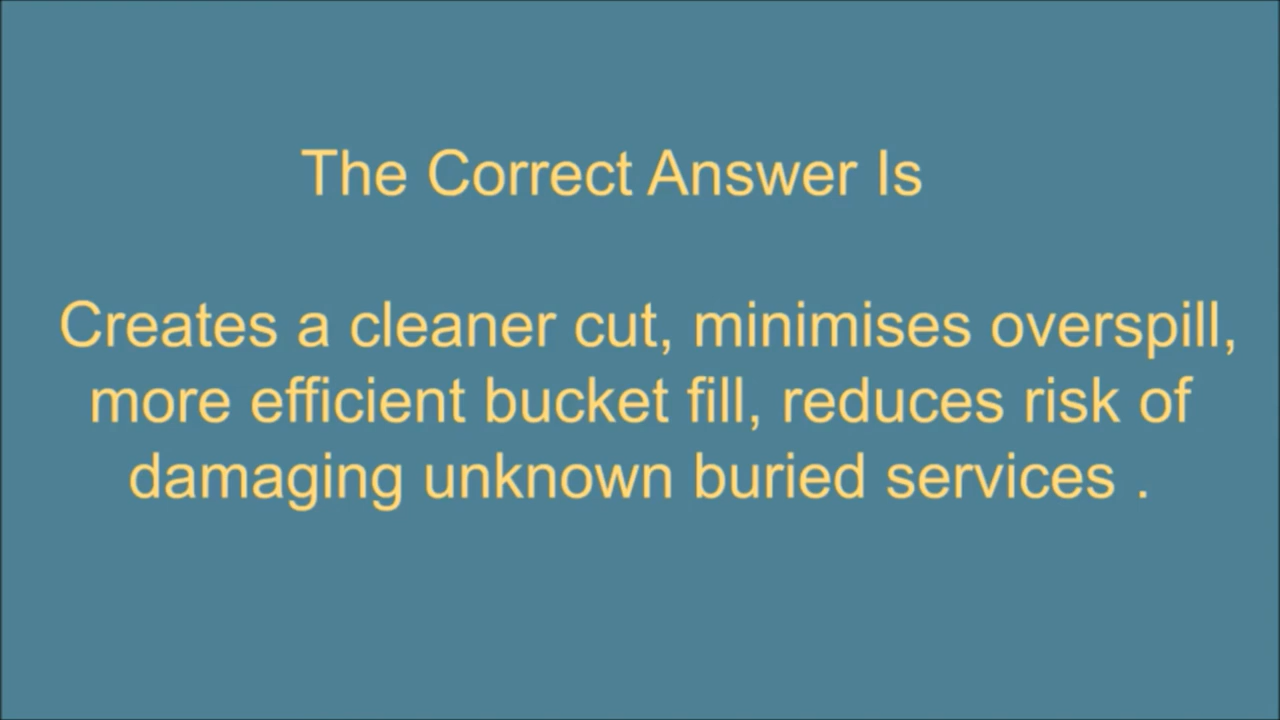 The Correct Answer Is
Creates a cleaner cut, minimises overspill,
more efficient bucket fill, reduces risk of
damaging unknown buried services .